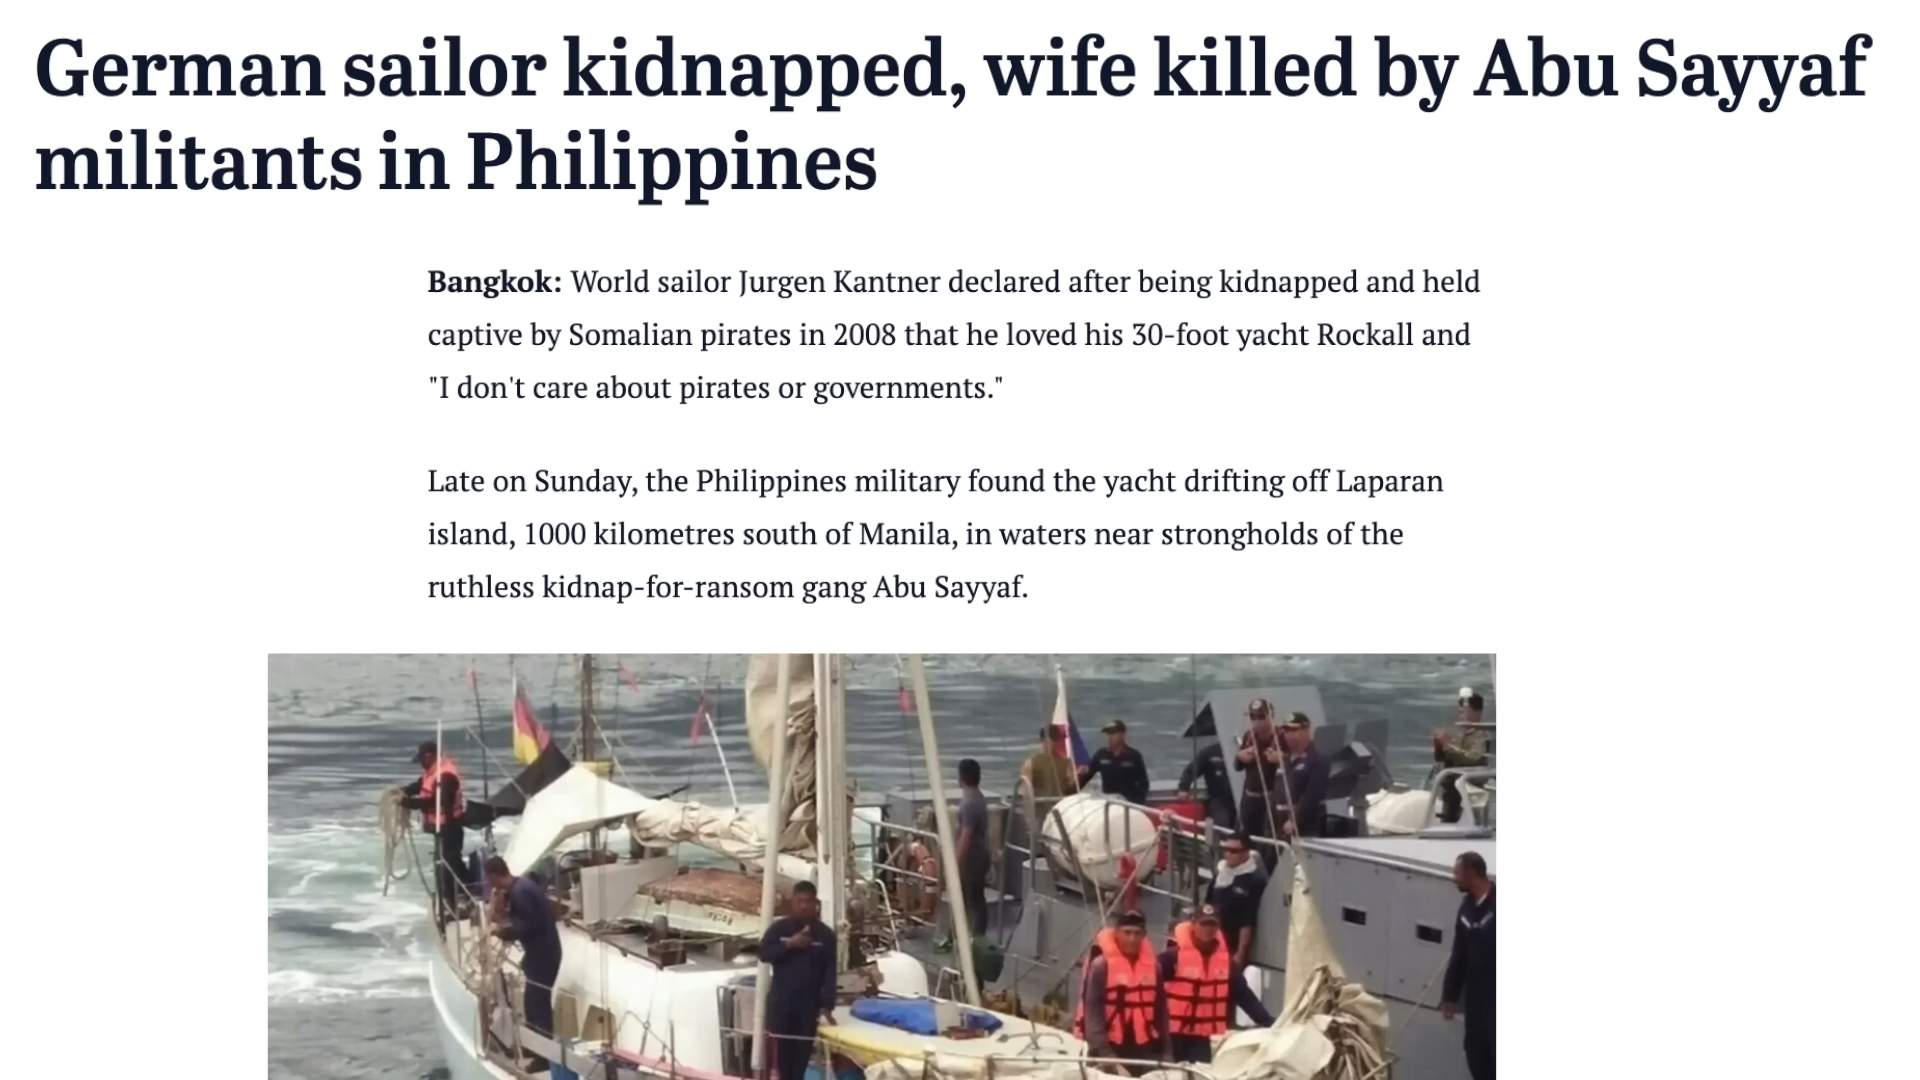 German sailor kidnapped, wife killed by Abu Sayyaf
militants in Philippines
Bangkok: World sailor Jurgen Kantner declared after being kidnapped and held
captive by Somalian pirates in 2008 that he loved his 30-foot yacht Rockall and
"I don't care about pirates or governments."
Late on Sunday, the Philippines military found the yacht drifting off Laparan
island, 1000 kilometres south of Manila, in waters near strongholds of the
ruthless kidnap-for-ransom gang Abu Sayyaf.